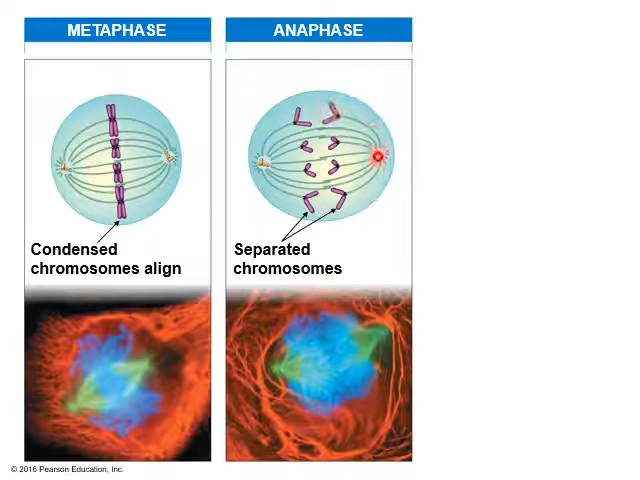 METAPHASE
ANAPHASE
Condensed
chromosomes align
Separated
chromosomes
© 2016 Pearson Education, Inc.